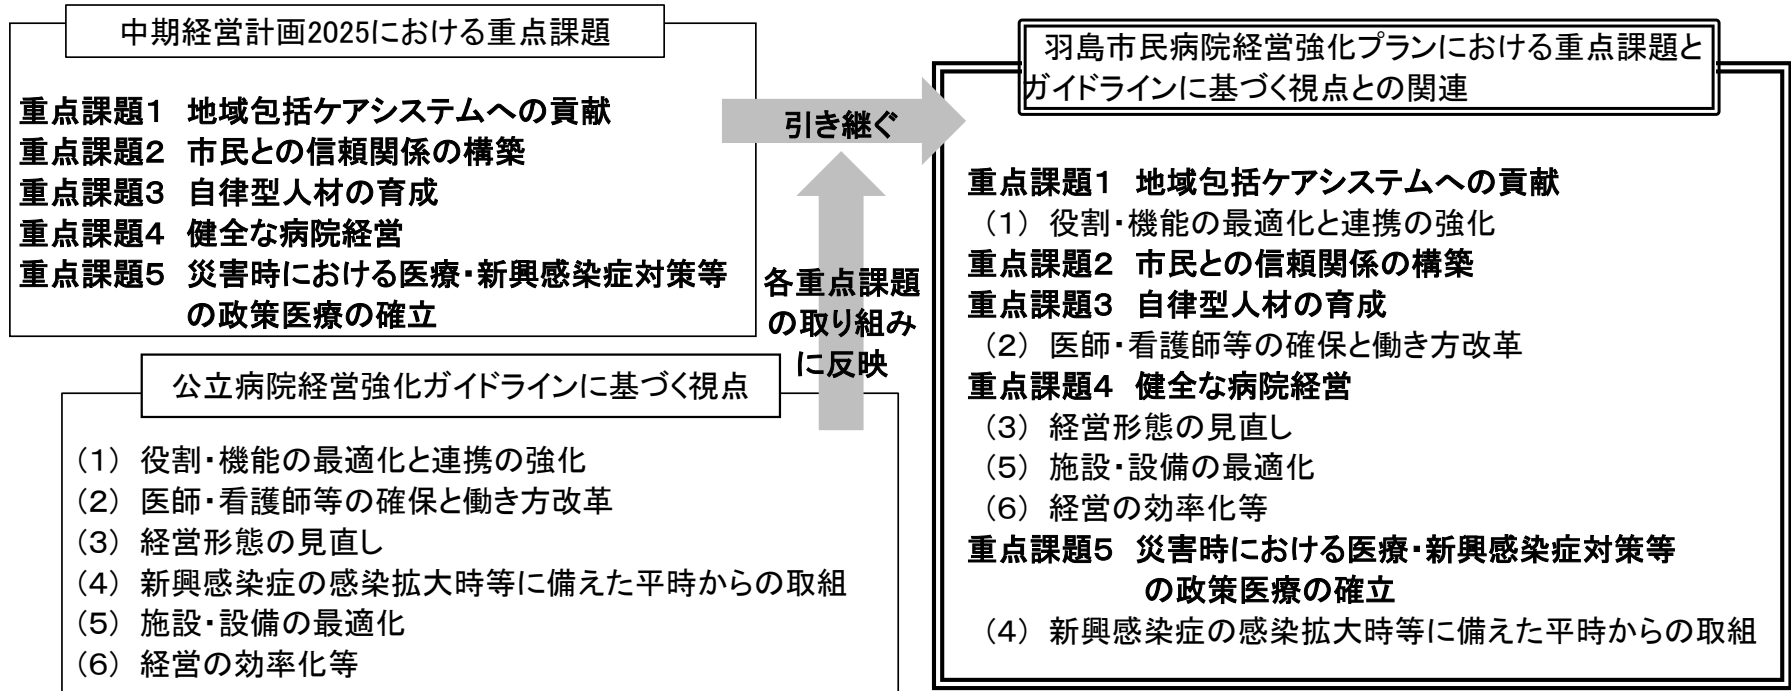 中期経営計画2025における重点課題
重点課題1 地域包括ケアシステムへの貢献
重点課題2 市民との信頼関係の構築
重点課題3 自律型人材の育成
重点課題4 健全な病院経営
重点課題5 災害時における医療・新興感染症対策等
の政策医療の確立
公立病院経営強化ガイドラインに基づく視点
(1) 役割・機能の最適化と連携の強化
(2) 医師・看護師等の確保と働き方改革
(3) 経営形態の見直し
(4) 新興感染症の感染拡大時等に備えた平時からの取組
(5) 施設・設備の最適化
(6) 経営の効率化等
引き継ぐ
各重点課題
の取り組み
に反映
羽島市民病院経営強化プランにおける重点課題と
ガイドラインに基づく視点との関連
重点課題1 地域包括ケアシステムへの貢献
(1) 役割・機能の最適化と連携の強化
重点課題2 市民との信頼関係の構築
重点課題3 自律型人材の育成
(2) 医師・看護師等の確保と働き方改革
重点課題4 健全な病院経営
(3) 経営形態の見直し
(5) 施設・設備の最適化
(6) 経営の効率化等
重点課題5 災害時における医療・新興感染症対策等
の政策医療の確立
(4) 新興感染症の感染拡大時等に備えた平時からの取組